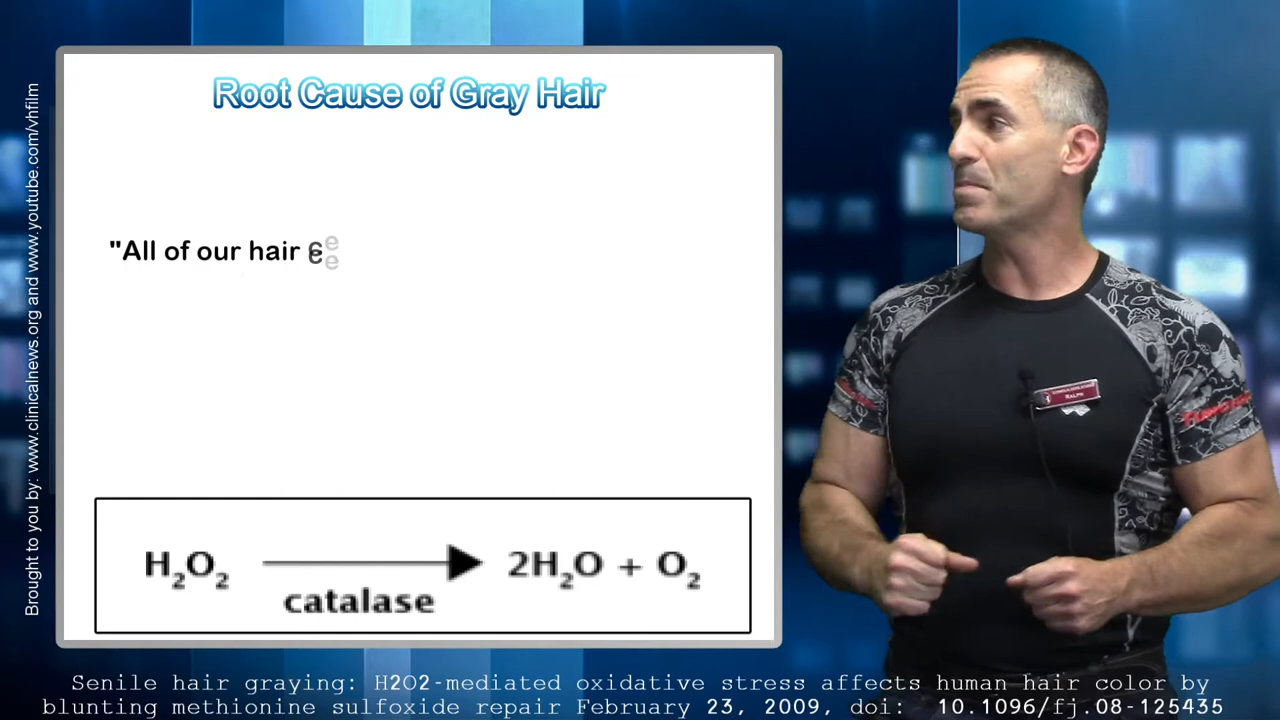 Root Cause of Gray Hair
"All of our hair
H2O2 2H2O + O2
catalase
Brought to you by: www.clinicalnews.org and www.youtube.com/vhfilm
RALPH
Senile hair graying: H2O2-mediated oxidative stress affects human hair color by
blunting methionine sulfoxide repair February 23, 2009, doi: 10.1096/fj.08-125435